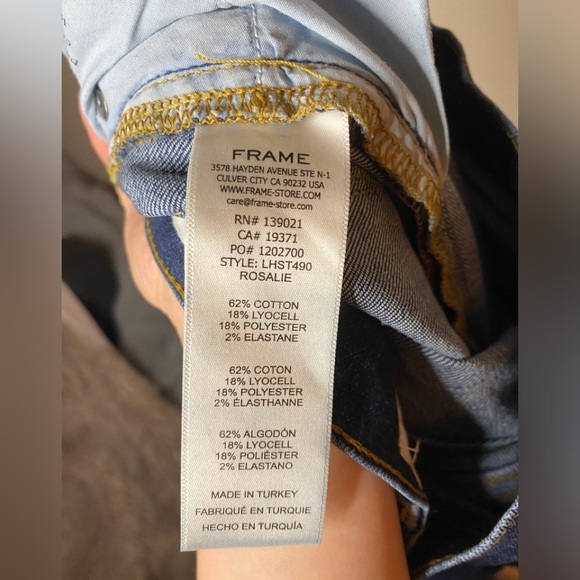 FRAME
3578 HAYDEN AVENUE STE N-1
CULVER CITY CA 90232 USA
WWW.FRAME-STORE.COM
care@frame-store.com
RN# 139021
CA# 19371
PO# 1202700
STYLE: LHST490
ROSALIE
62% COTTON
18% LYOCELL
18% POLYESTER
2% ELASTANE
62% COTON
18% LYOCELL
18% POLYESTER
2% ÉLASTHANNE
62% ALGODÓN
18% LYOCELL
18% POLIÉSTER
2% ELASTANO
MADE IN TURKEY
FABRIQUÉ EN TURQUIE
HECHO EN TURQUÍA